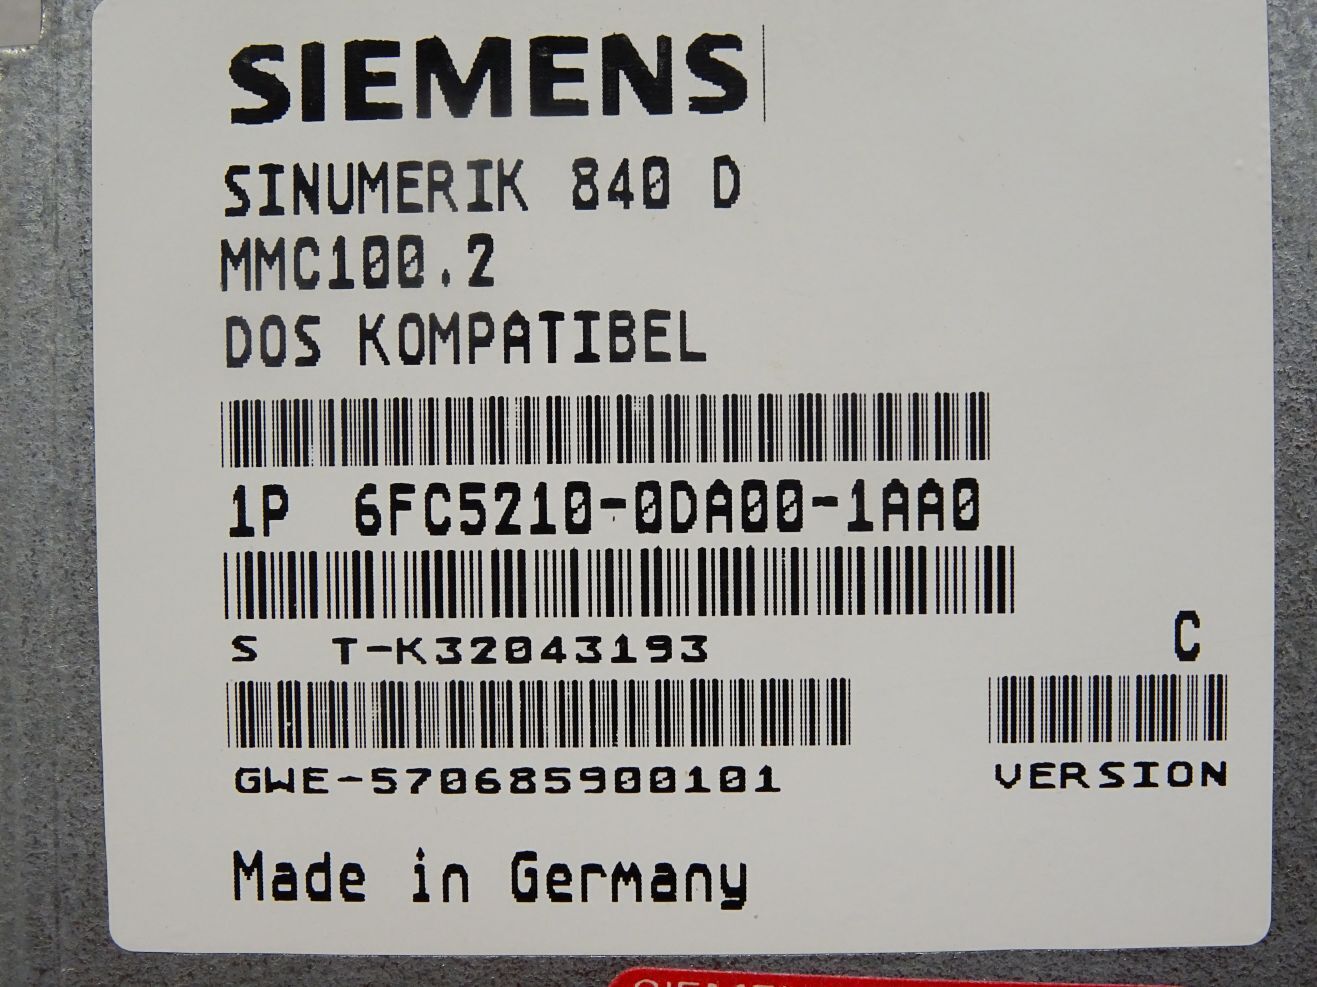 SIEMENS
SINUMERIK 840 D
MMC100.2
DOS KOMPATIBEL
1P 6FC5210-0DA00-1AA0
S T-K32043193
C
GWE-570685900101
VERSION
Made in Germany